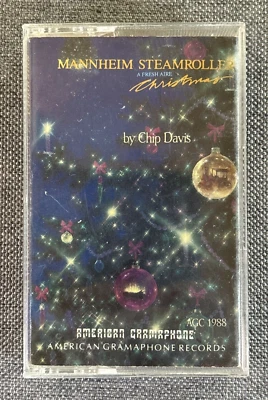 MANNHEIM STEAMROLLER
A FRESH AIRE
Christmas
by Chip Davis
AGC 1988
AMERICAN GRAMAPHONE
AMERICAN GRAMAPHONE RECORDS